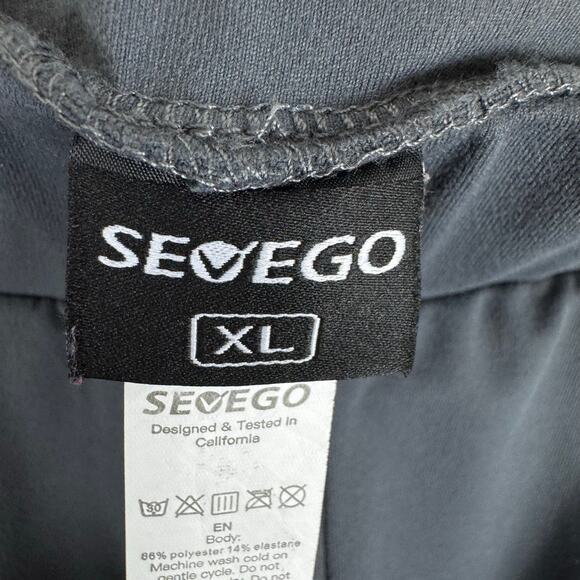 SEVEGO
XL
SEVEGO
Designed & Tested in
California
30
EN
Body:
86% polyester 14% elastane
Machine wash cold on
gentle cycle. Do not